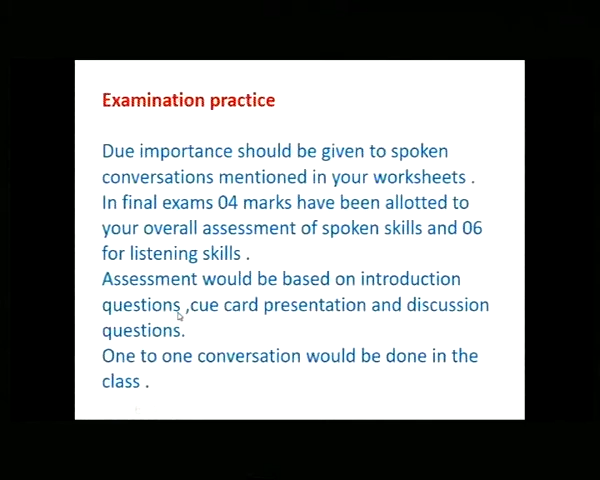 Examination practice
Due importance should be given to spoken
conversations mentioned in your worksheets .
In final exams 04 marks have been allotted to
your overall assessment of spoken skills and 06
for listening skills .
Assessment would be based on introduction
questions ,cue card presentation and discussion
questions.
One to one conversation would be done in the
class .